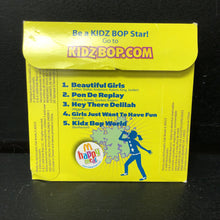 Be a KIDZ BOP Star!
Go to
KIDZBOP.COM
1. Beautiful Girls
2. Pon De Replay
3. Hey There Delilah
4. Girls Just Want To Have Fun
5. Kidz Bop World
happy
meal